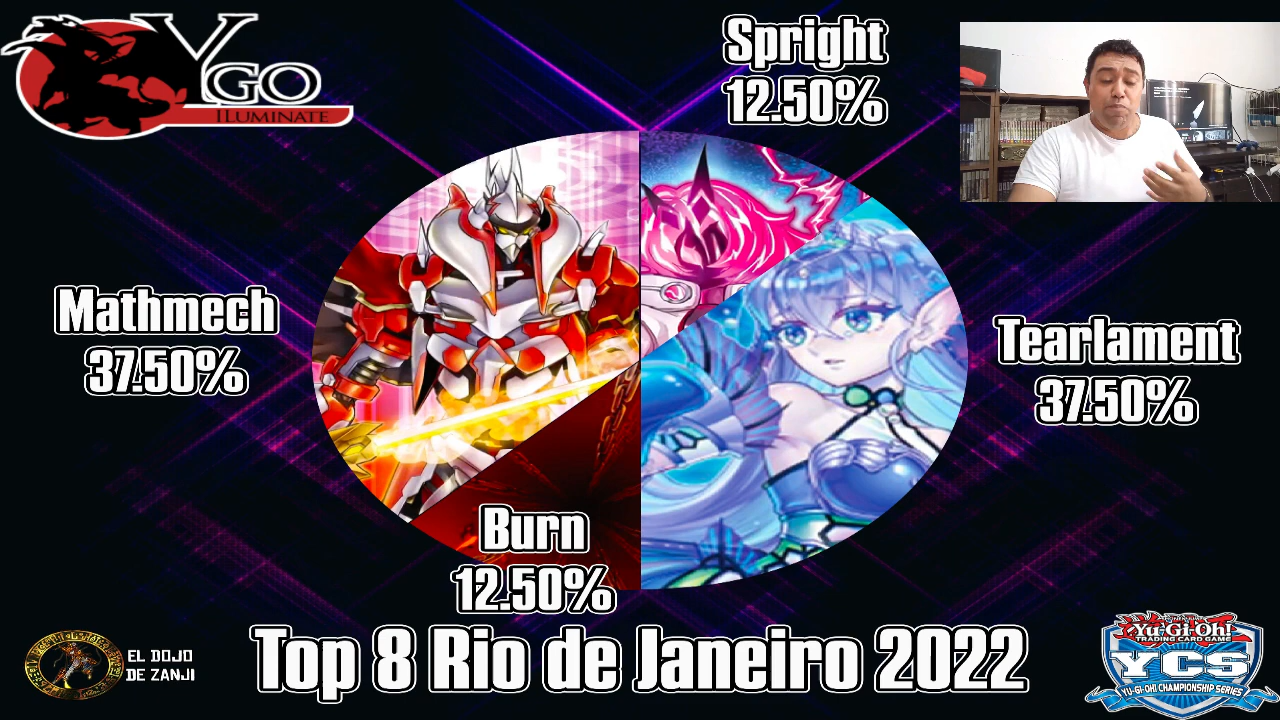 YGO
ILUMINATE
Spright
12.50%
Mathmech
37.50%
Tearlament
37.50%
Burn
12.50%
EL DOJO
DE ZANJI
Top 8 Rio de Janeiro 2022
Yu-Gi-Oh!
TRADING CARD GAME
YCS
YU-GI-OH! CHAMPIONSHIP SERIES